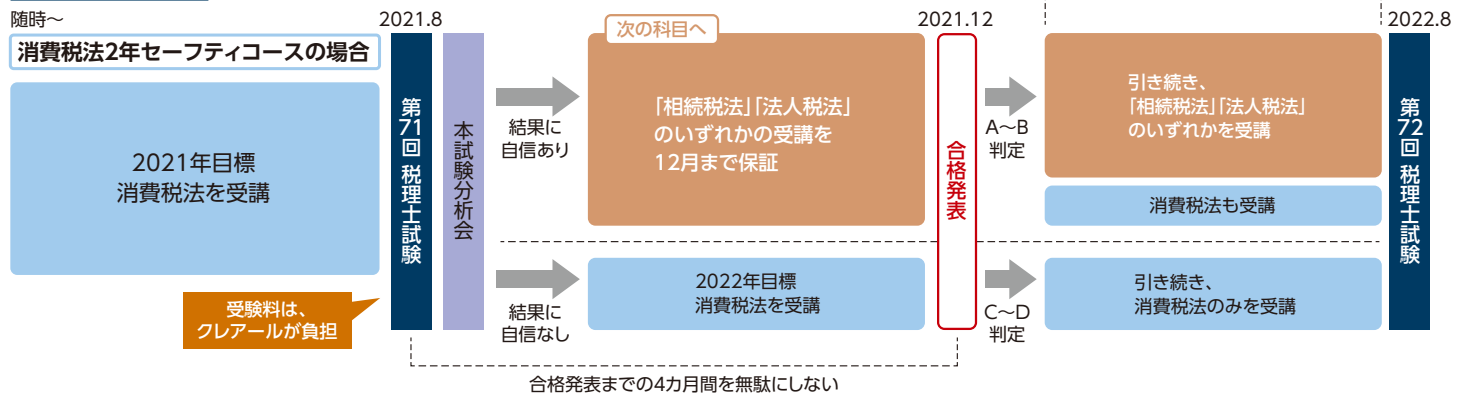 随時～
2021.8
2021.12
2022.8
消費税法2年セーフティコースの場合
2021年目標
消費税法を受講
受験料は、
クレアールが負担
第71回 税理士試験
本試験分析会
結果に
自信あり
次の科目へ
「相続税法」「法人税法」
のいずれかの受講を
12月まで保証
結果に
自信なし
2022年目標
消費税法を受講
合格発表
A～B
判定
引き続き、
「相続税法」「法人税法」
のいずれかを受講
消費税法も受講
C～D
判定
引き続き、
消費税法のみを受講
第72回 税理士試験
合格発表までの4カ月間を無駄にしない